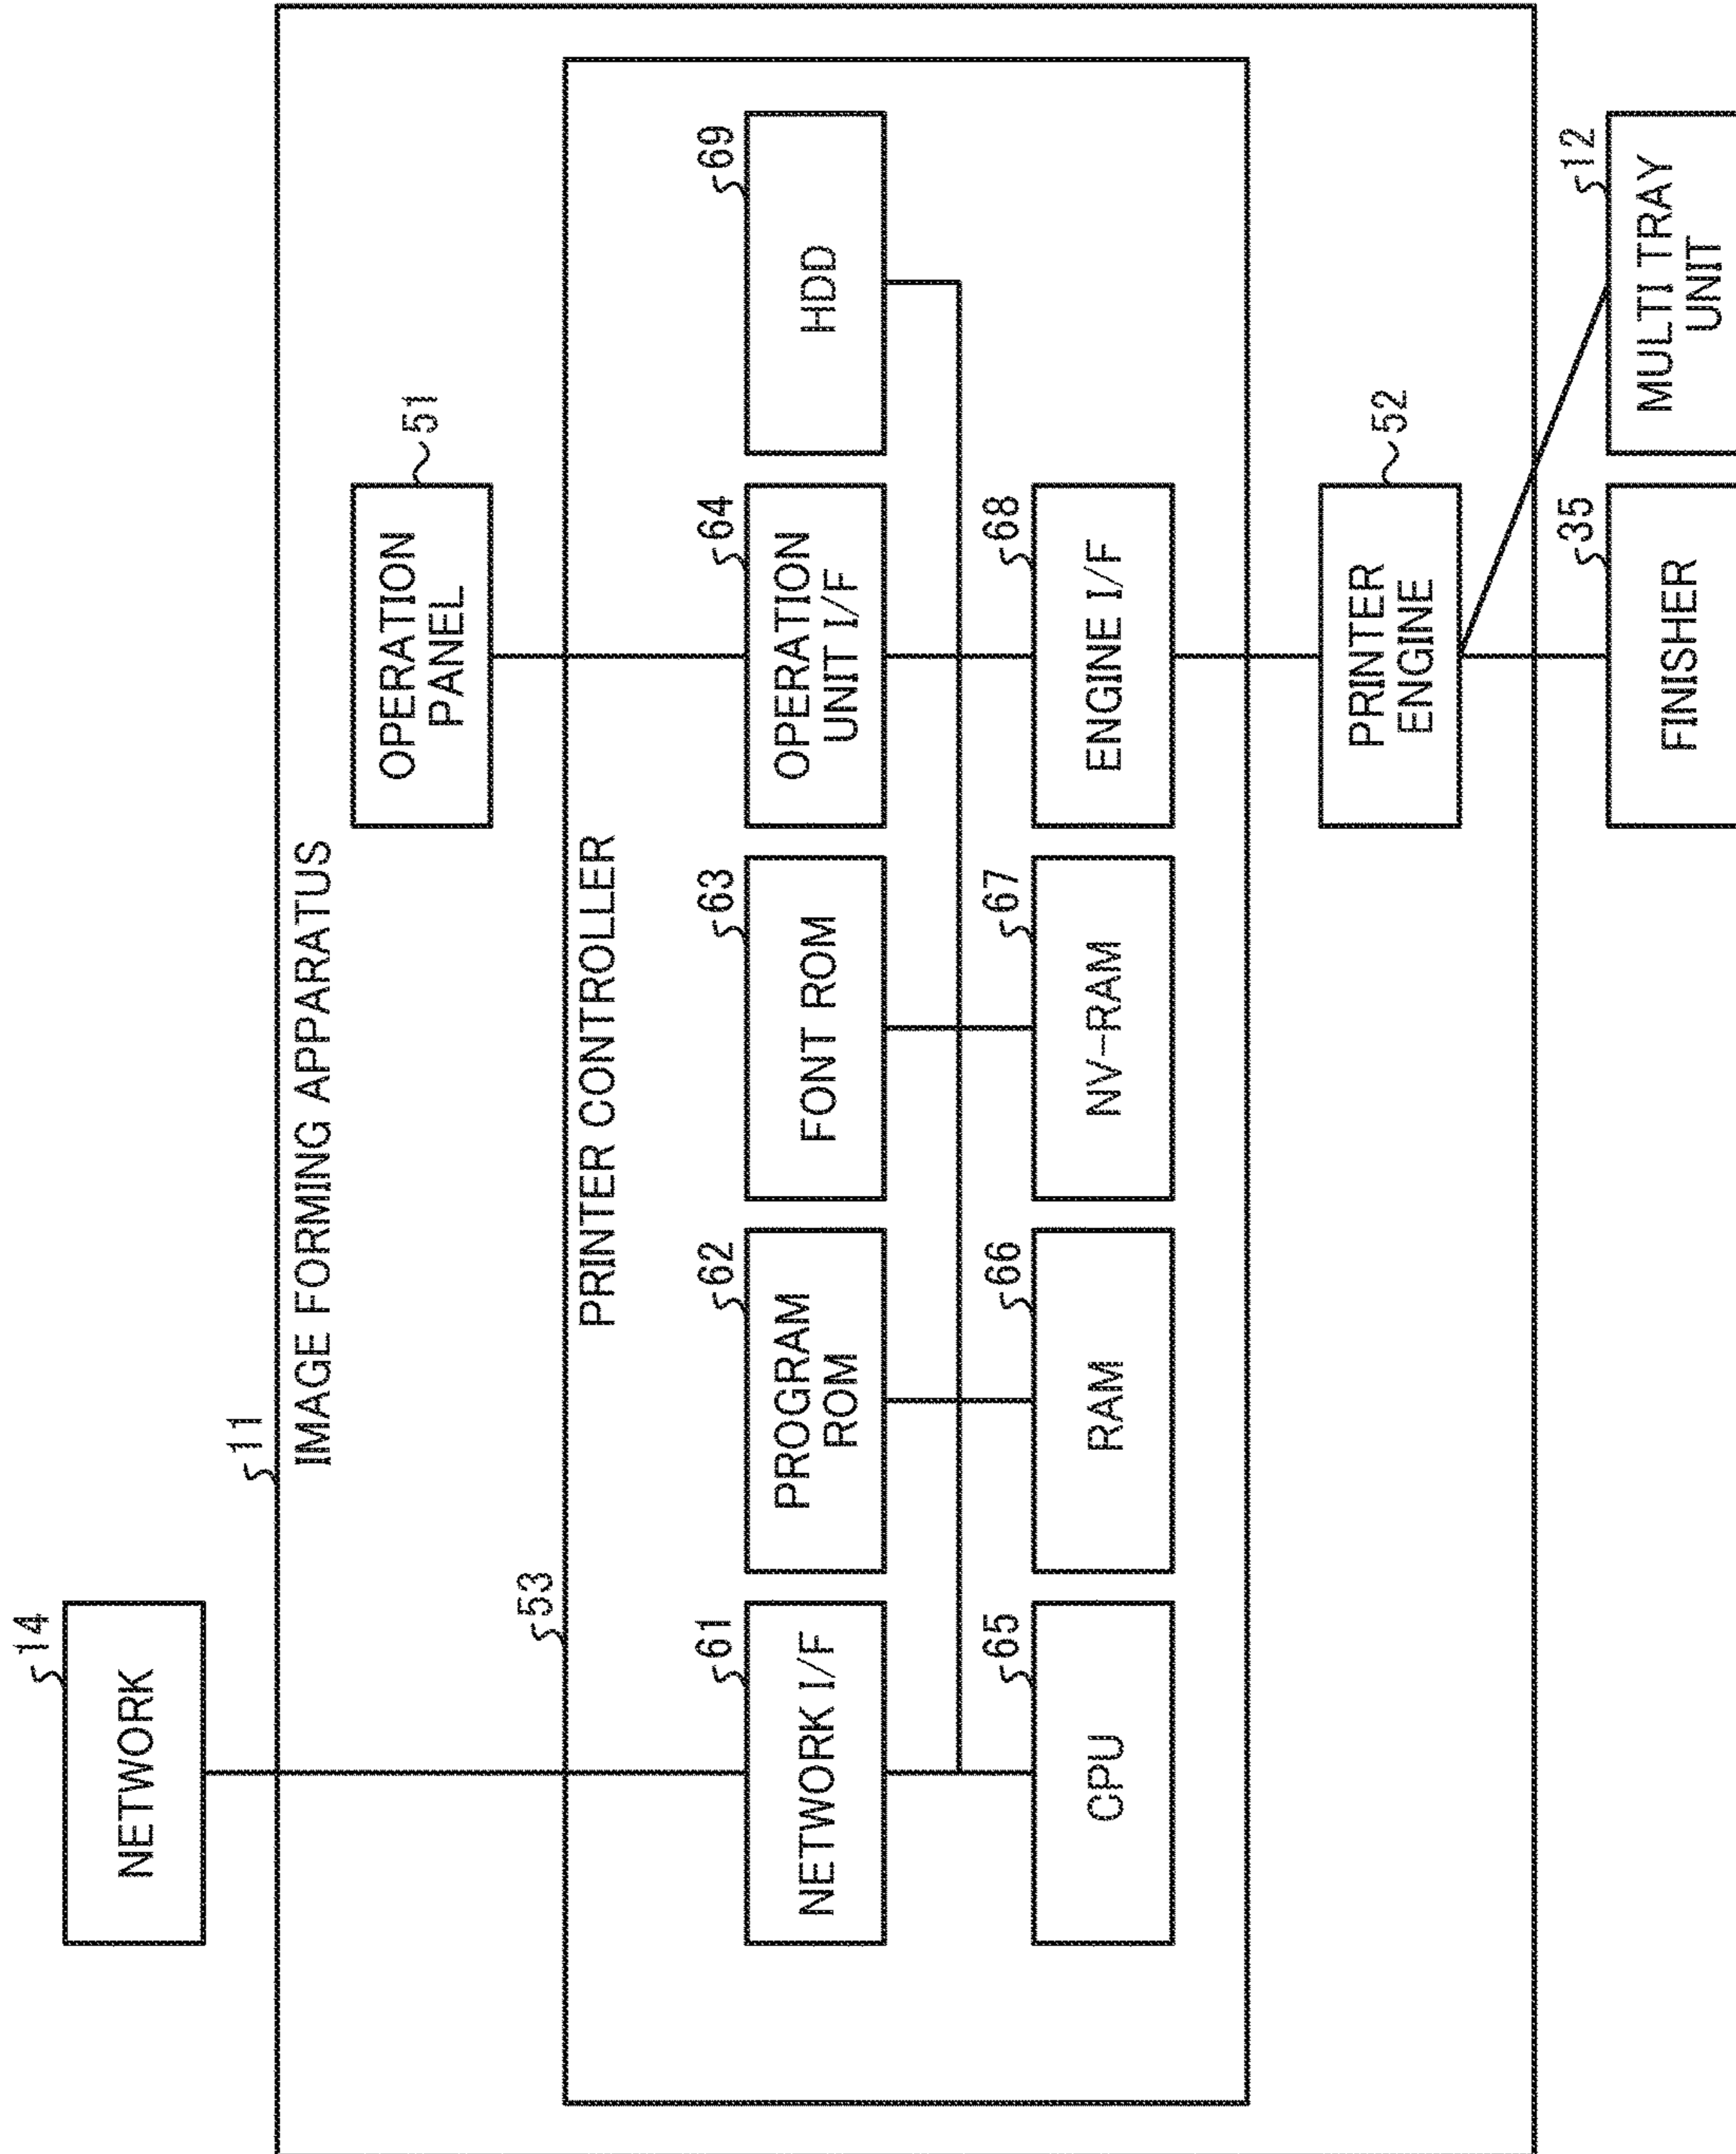 14
NETWORK
11
IMAGE FORMING APPARATUS
OPERATION
PANEL
51
53
PRINTER CONTROLLER
61
NETWORK I/F
62
PROGRAM
ROM
63
FONT ROM
64
OPERATION
UNIT I/F
69
HDD
65
CPU
66
RAM
67
NV-RAM
68
ENGINE I/F
PRINTER
ENGINE
52
35
FINISHER
12
MULTI TRAY
UNIT